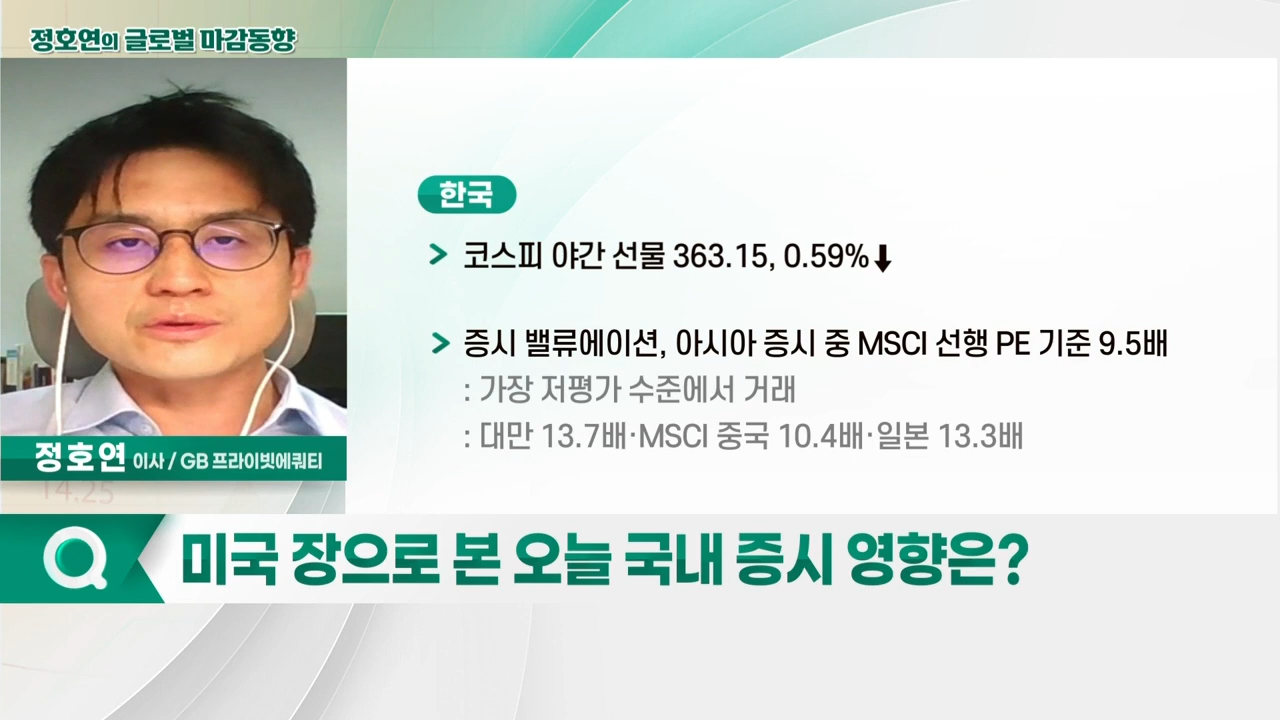 정호연의 글로벌 마감동향
한국
코스피 야간 선물 363.15, 0.59%⬇
증시 밸류에이션, 아시아 증시 중 MSCI 선행 PE 기준 9.5배
: 가장 저평가 수준에서 거래
: 대만 13.7배·MSCI 중국 10.4배·일본 13.3배
정호연 이사 / GB 프라이빗에쿼티
14.25
Q 미국 장으로 본 오늘 국내 증시 영향은?